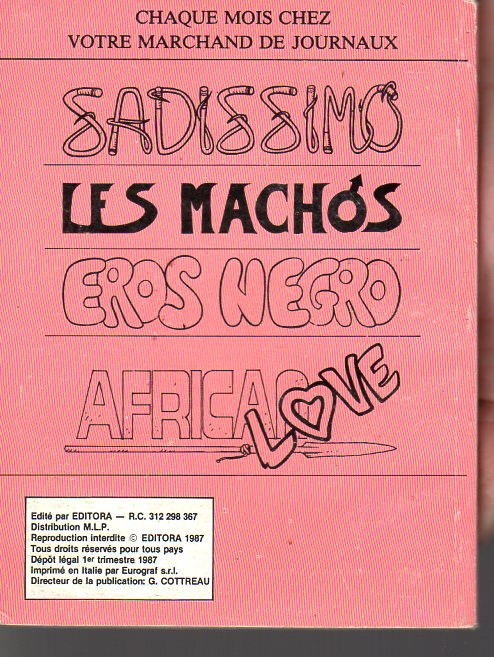 CHAQUE MOIS CHEZ
VOTRE MARCHAND DE JOURNAUX
SADISSIMO
LES MACHOS
EROS NEGRO
AFRICAO LOVE
Edité par EDITORA — R.C. 312 298 367
Distribution M.L.P.
Reproduction interdite © EDITORA 1987
Tous droits réservés pour tous pays
Dépôt légal 1er trimestre 1987
Imprimé en Italie par Eurograf s.r.l.
Directeur de la publication: G. COTTREAU